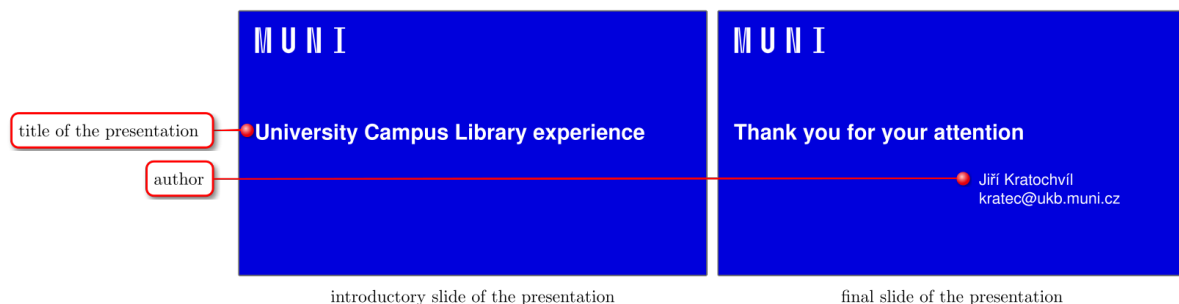 MUNI
MUNI
title of the presentation
University Campus Library experience
Thank you for your attention
author
Jiří Kratochvíl
kratec@ukb.muni.cz
introductory slide of the presentation
final slide of the presentation